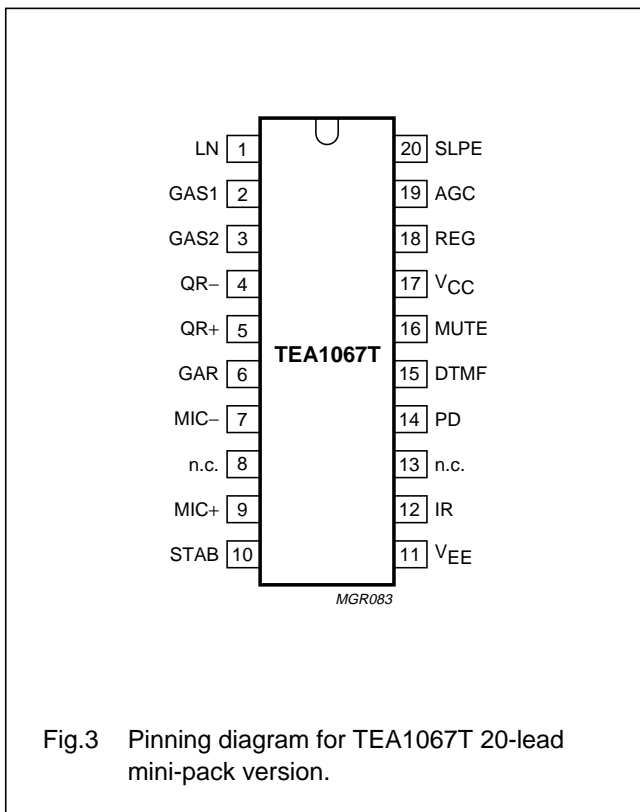 LN 1 20 SLPE
GAS1 2 19 AGC
GAS2 3 18 REG
QR− 4 17 VCC
QR+ 5 16 MUTE
TEA1067T
GAR 6 15 DTMF
MIC− 7 14 PD
n.c. 8 13 n.c.
MIC+ 9 12 IR
STAB 10 11 VEE
MGR083
Fig.3 Pinning diagram for TEA1067T 20-lead
mini-pack version.